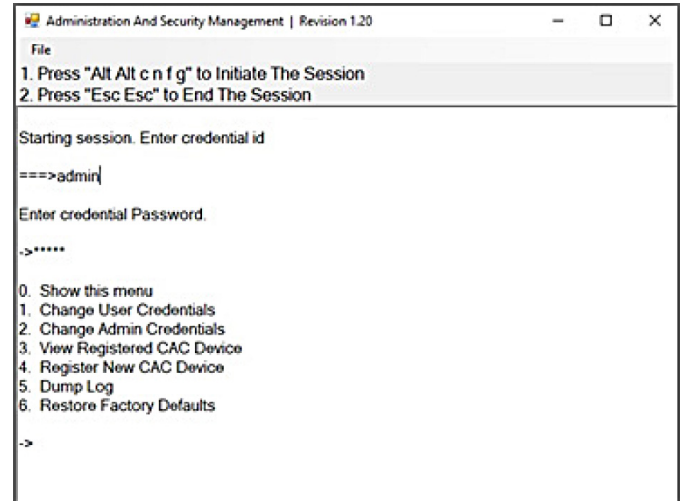 Administration And Security Management | Revision 1.20
File
1. Press "Alt Alt c n f g" to Initiate The Session
2. Press "Esc Esc" to End The Session
Starting session. Enter credential id
===>admin
Enter credential Password.
->*****
0. Show this menu
1. Change User Credentials
2. Change Admin Credentials
3. View Registered CAC Device
4. Register New CAC Device
5. Dump Log
6. Restore Factory Defaults
->